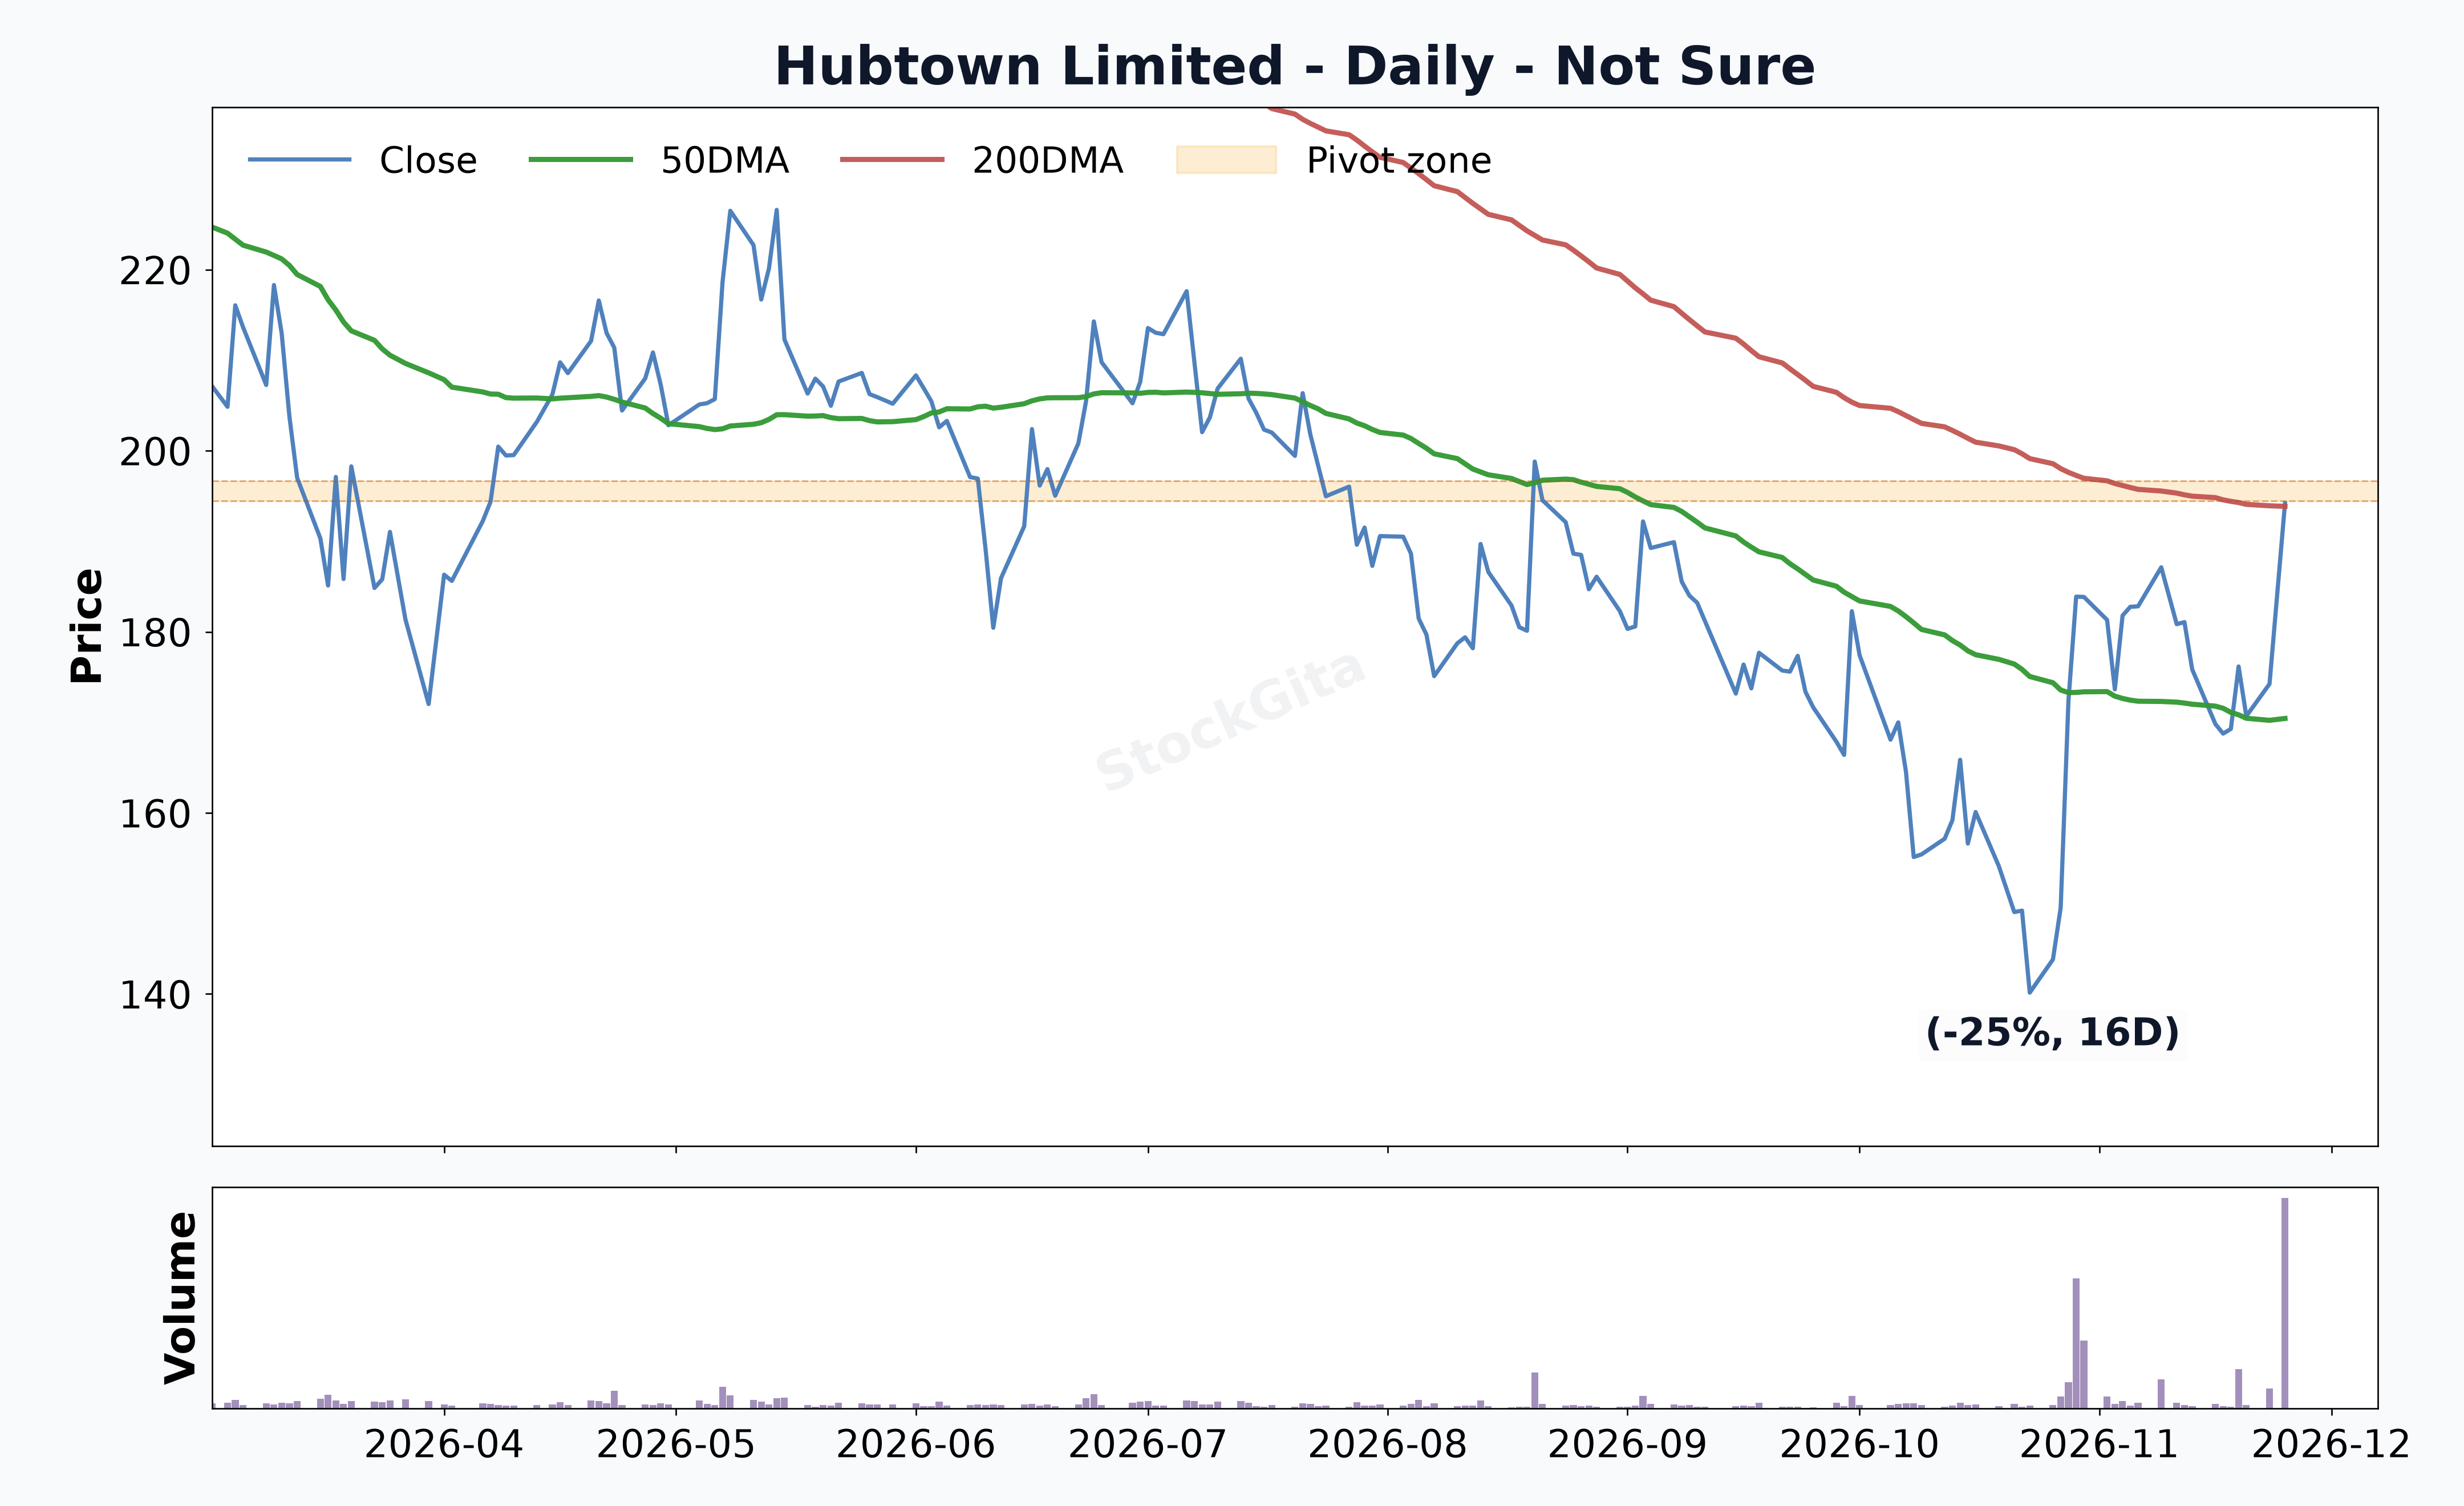 Hubtown Limited - Daily - Not Sure
Close 50DMA 200DMA Pivot zone
Price
220
200
180
160
140
StockGita
(-25%, 16D)
Volume
2026-04 2026-05 2026-06 2026-07 2026-08 2026-09 2026-10 2026-11 2026-12